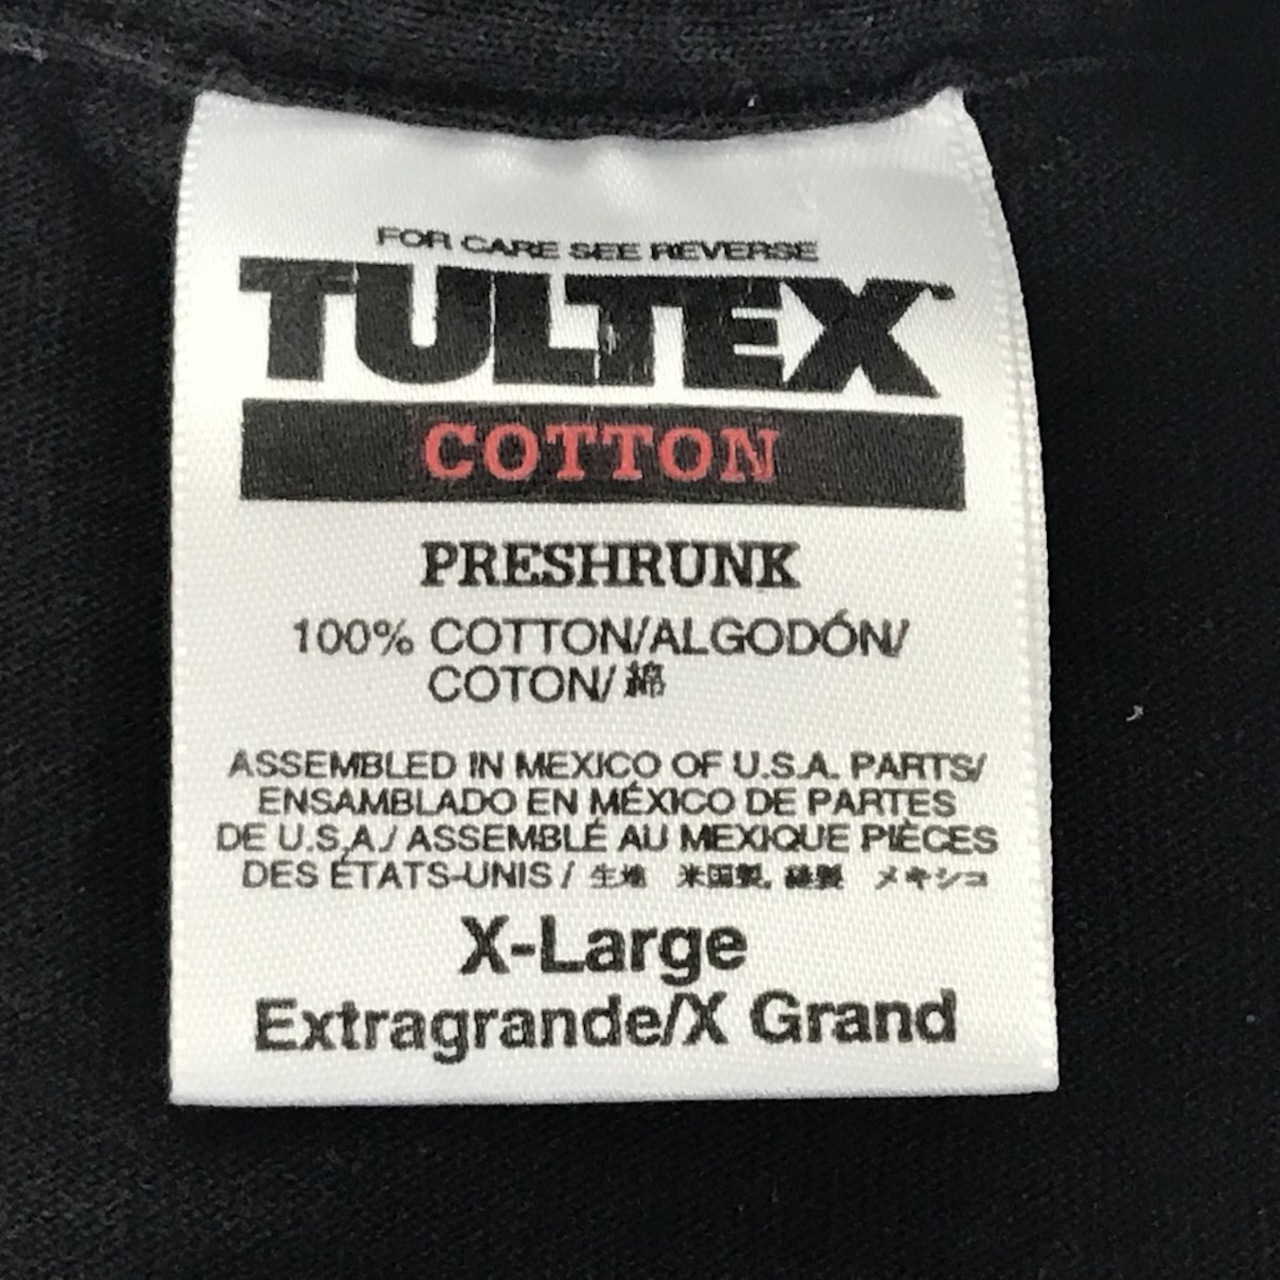 FOR CARE SEE REVERSE
TULTEX™
COTTON
PRESHRUNK
100% COTTON/ALGODÓN/
COTON/綿
ASSEMBLED IN MEXICO OF U.S.A. PARTS/
ENSAMBLADO EN MÉXICO DE PARTES
DE U.S.A./ASSEMBLÉ AU MEXIQUE PIÈCES
DES ÉTATS-UNIS / 生地 米国製, 縫製 メキシコ
X-Large
Extragrande/X Grand